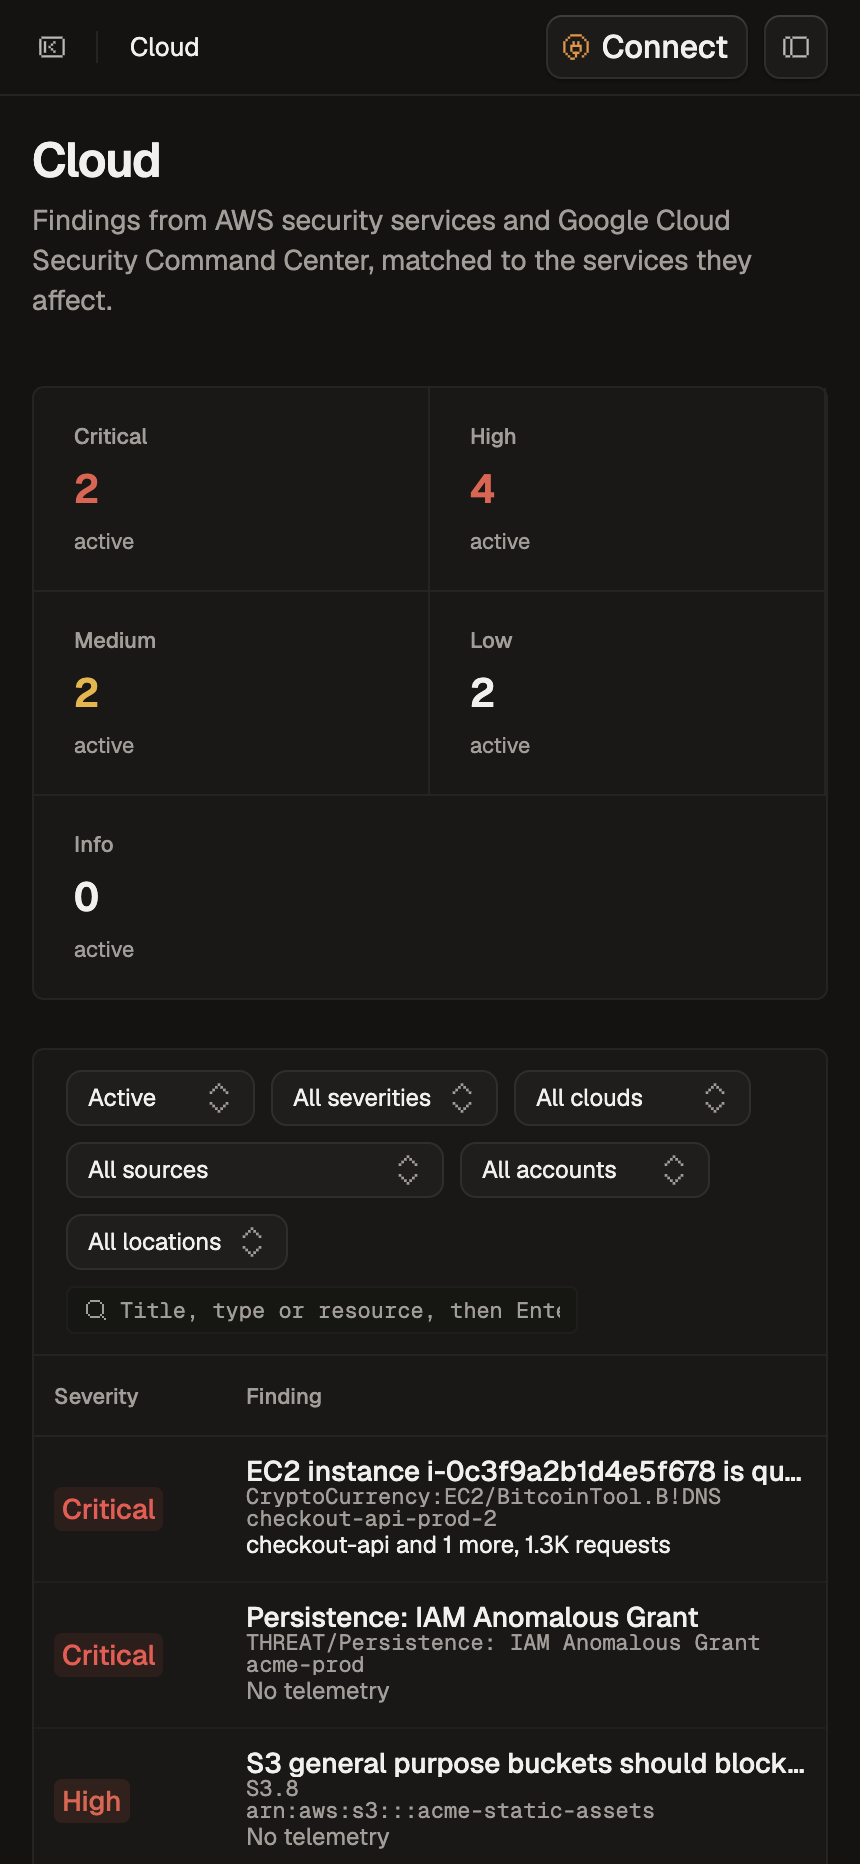 Cloud
Connect
Cloud
Findings from AWS security services and Google Cloud
Security Command Center, matched to the services they
affect.
Critical
2
active
High
4
active
Medium
2
active
Low
2
active
Info
0
active
Active
All severities
All clouds
All sources
All accounts
All locations
Title, type or resource, then Ente
Severity
Finding
Critical
EC2 instance i-0c3f9a2b1d4e5f678 is qu...
CryptoCurrency:EC2/BitcoinTool.B!DNS
checkout-api-prod-2
checkout-api and 1 more, 1.3K requests
Critical
Persistence: IAM Anomalous Grant
THREAT/Persistence: IAM Anomalous Grant
acme-prod
No telemetry
High
S3 general purpose buckets should block...
S3.8
arn:aws:s3:::acme-static-assets
No telemetry